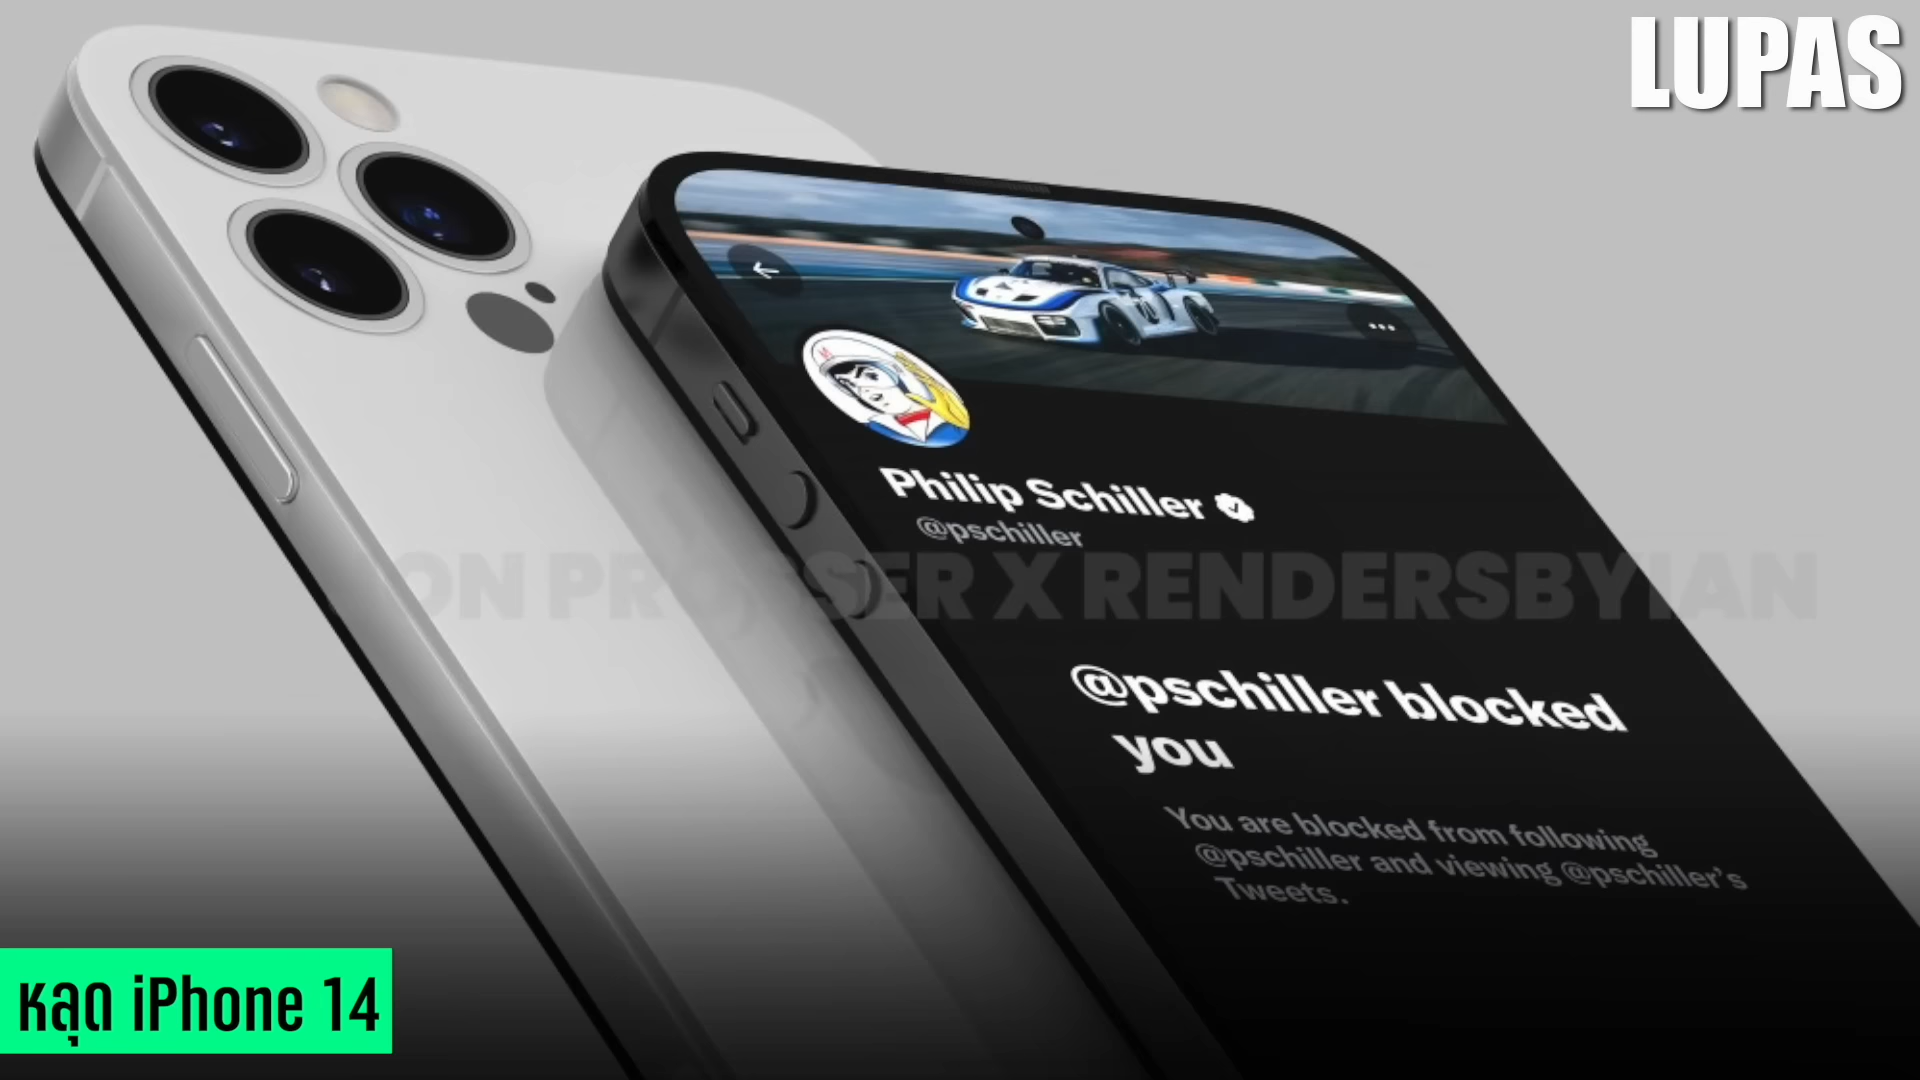 LUPAS
Philip Schiller
@pschiller
ON PROSSER X RENDERSBYIAN
@pschiller blocked
you
You are blocked from following
@pschiller and viewing @pschiller's
Tweets.
หลุด iPhone 14